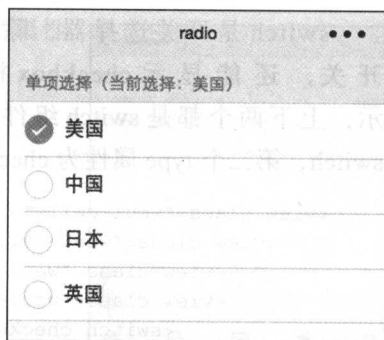 radio
单项选择（当前选择：美国）
美国
中国
日本
英国